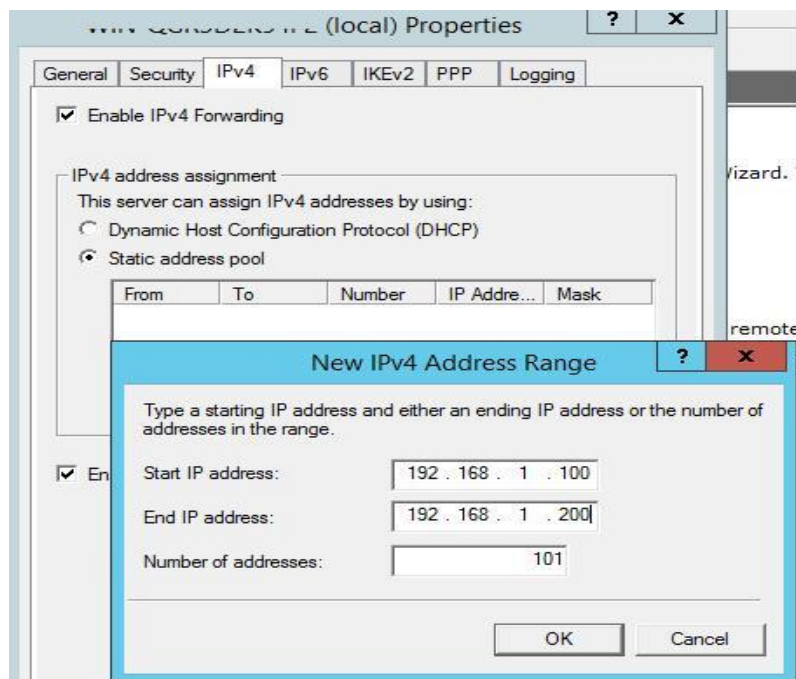 (local) Properties
? x
General Security IPv4 IPv6 IKEv2 PPP Logging
Enable IPv4 Forwarding
/izard.
IPv4 address assignment
This server can assign IPv4 addresses by using:
Dynamic Host Configuration Protocol (DHCP)
Static address pool
From To Number IP Addre... Mask
remote
New IPv4 Address Range
? x
Type a starting IP address and either an ending IP address or the number of
addresses in the range.
En
Start IP address: 192 . 168 . 1 . 100
End IP address: 192 . 168 . 1 . 200
Number of addresses: 101
OK Cancel